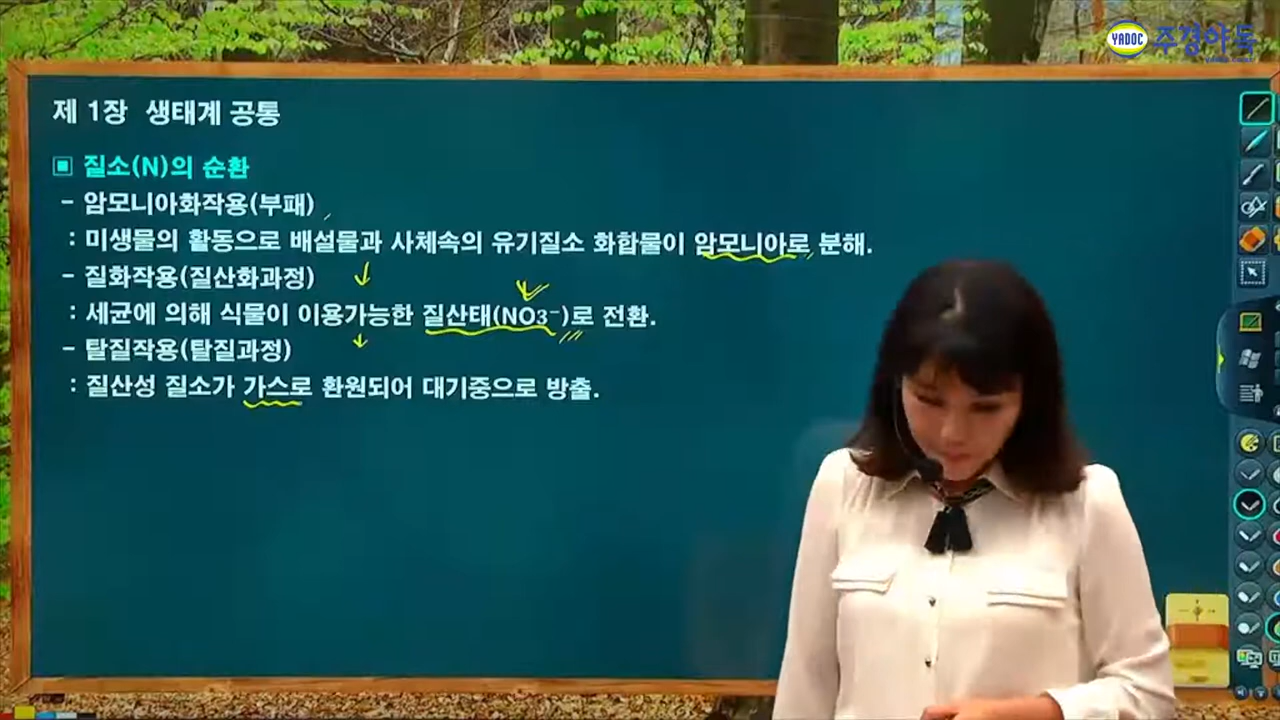 YADOC 주경야독
제 1장 생태계 공통
▣ 질소(N)의 순환
- 암모니아화작용(부패)
: 미생물의 활동으로 배설물과 사체속의 유기질소 화합물이 암모니아로 분해.
- 질화작용(질산화과정)
: 세균에 의해 식물이 이용가능한 질산태(NO3⁻)로 전환.
- 탈질작용(탈질과정)
: 질산성 질소가 가스로 환원되어 대기중으로 방출.